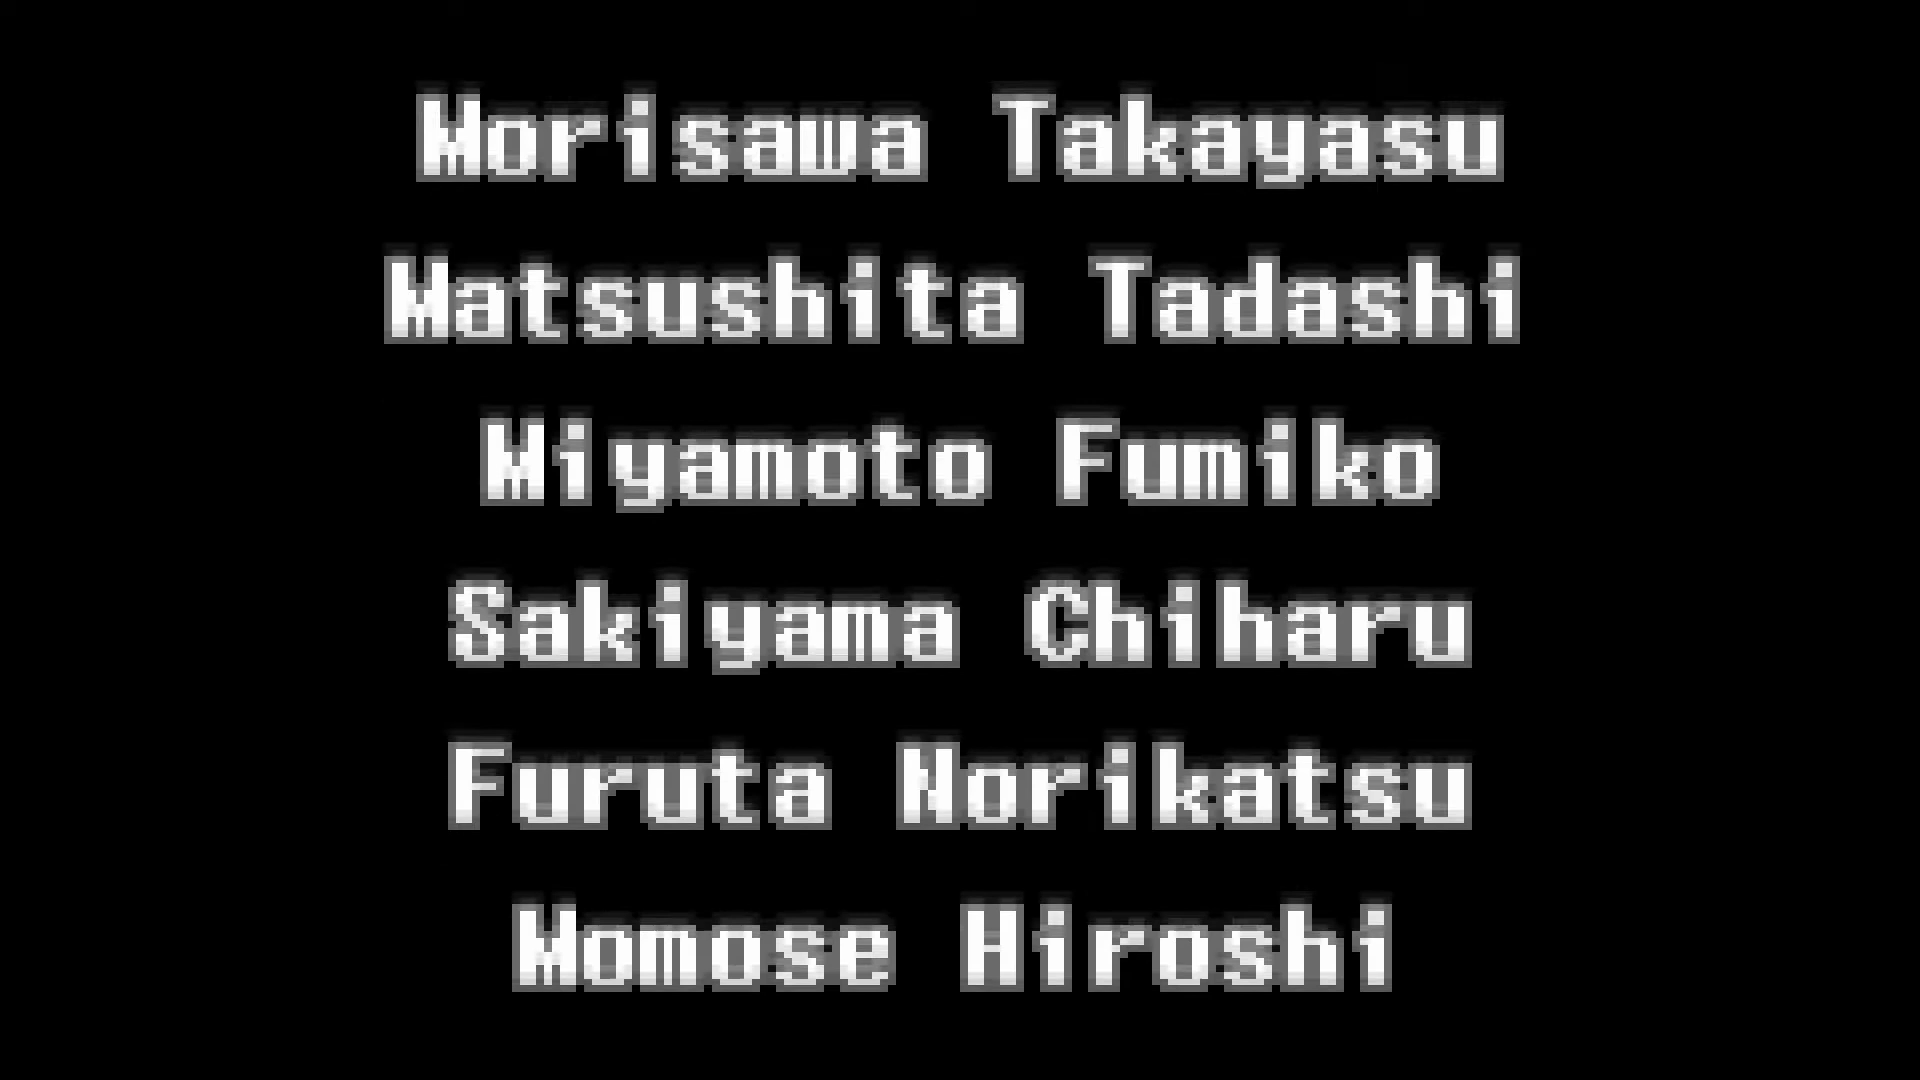 Morisawa Takayasu
Matsushita Tadashi
Miyamoto Fumiko
Sakiyama Chiharu
Furuta Norikatsu
Momose Hiroshi